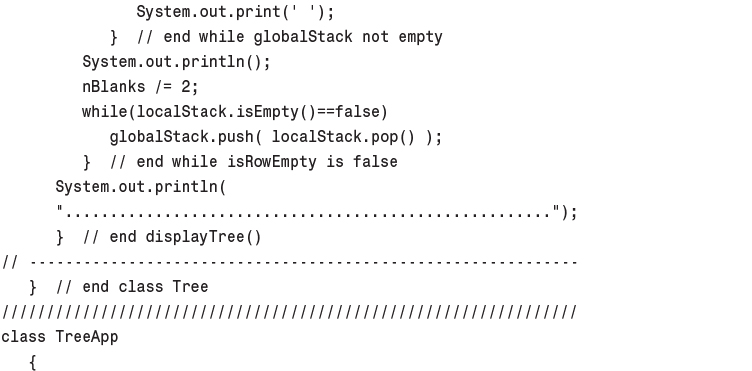 System.out.print(' ');
} // end while globalStack not empty
System.out.println();
nBlanks /= 2;
while(localStack.isEmpty()==false)
globalStack.push( localStack.pop() );
} // end while isRowEmpty is false
System.out.println(
"......................................................");
} // end displayTree()
// -------------------------------------------------------------
} // end class Tree
////////////////////////////////////////////////////////////////
class TreeApp
{